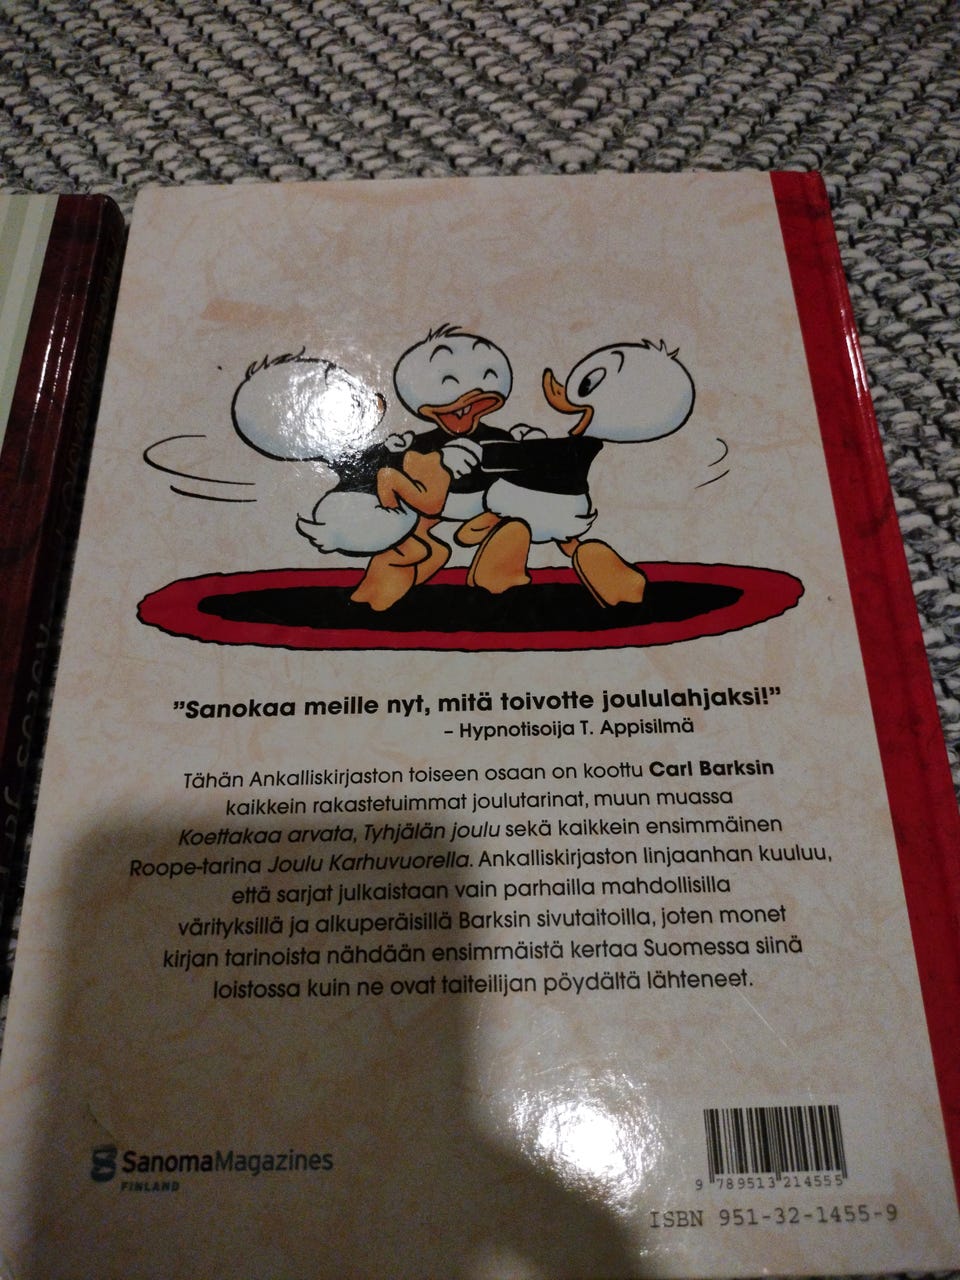 ”Sanokaa meille nyt, mitä toivotte joululahjaksi!”
– Hypnotisoija T. Appisilmä
Tähän Ankalliskirjaston toiseen osaan on koottu Carl Barksin
kaikkein rakastetuimmat joulutarinat, muun muassa
Koettakaa arvata, Tyhjälän joulu sekä kaikkein ensimmäinen
Roope-tarina Joulu Karhuvuorella. Ankalliskirjaston linjaanhan kuuluu,
että sarjat julkaistaan vain parhailla mahdollisilla
värityksillä ja alkuperäisillä Barksin sivutaitoilla, joten monet
kirjan tarinoista nähdään ensimmäistä kertaa Suomessa siinä
loistossa kuin ne ovat taiteilijan pöydältä lähteneet.
SanomaMagazines
FINLAND
9 789513 214555
ISBN 951-32-1455-9